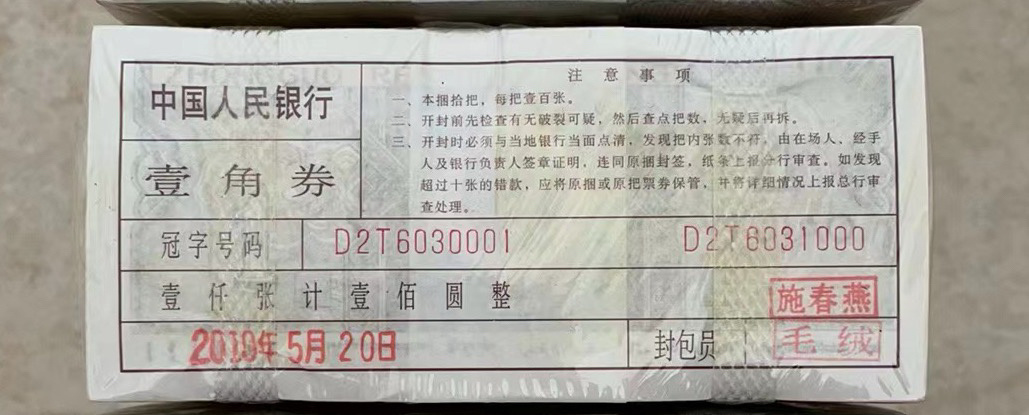 ZHONGGUO RE
中国人民银行
壹角券
注意事项
一、本捆拾把，每把壹百张。
二、开封前先检查有无破裂可疑，然后查点把数，无疑后再拆。
三、开封时必须与当地银行当面点清，发现把内张数不符，由在场人、经手
人及银行负责人签章证明，连同原捆封签，纸条上报分行审查。如发现
超过十张的错款，应将原捆或原把票券保管，并将详细情况上报总行审
查处理。
冠字号码 D2T6030001 D2T6031000
壹仟张计壹佰圆整
施春燕
2010年5月20日
封包员
毛绒